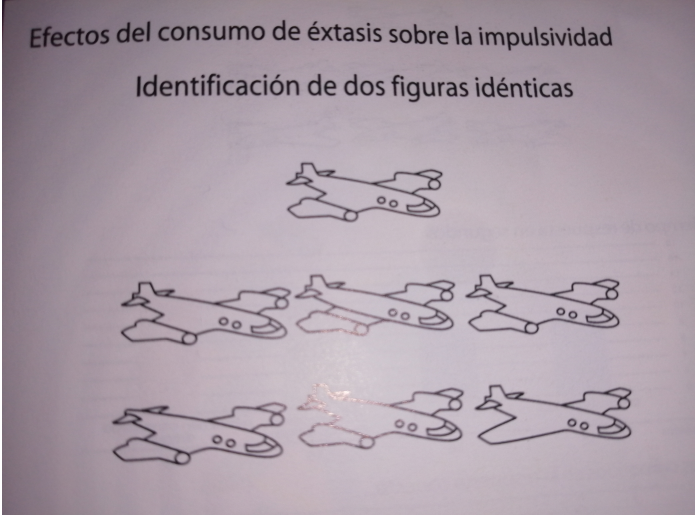 Efectos del consumo de éxtasis sobre la impulsividad
Identificación de dos figuras idénticas